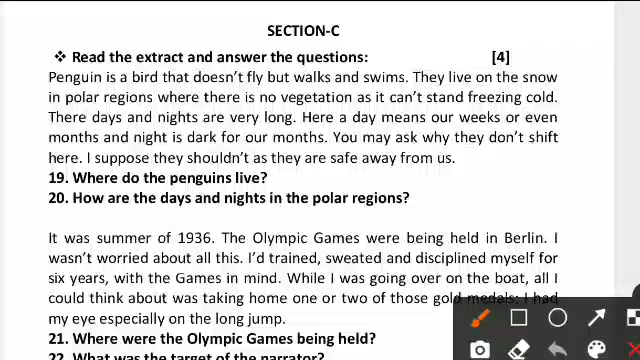 SECTION-C
❖ Read the extract and answer the questions: [4]
Penguin is a bird that doesn't fly but walks and swims. They live on the snow
in polar regions where there is no vegetation as it can't stand freezing cold.
There days and nights are very long. Here a day means our weeks or even
months and night is dark for our months. You may ask why they don't shift
here. I suppose they shouldn't as they are safe away from us.
19. Where do the penguins live?
20. How are the days and nights in the polar regions?
It was summer of 1936. The Olympic Games were being held in Berlin. I
wasn't worried about all this. I'd trained, sweated and disciplined myself for
six years, with the Games in mind. While I was going over on the boat, all I
could think about was taking home one or two of those gold medals: I had
my eye especially on the long jump.
21. Where were the Olympic Games being held?
22. What was the target of the narrator?